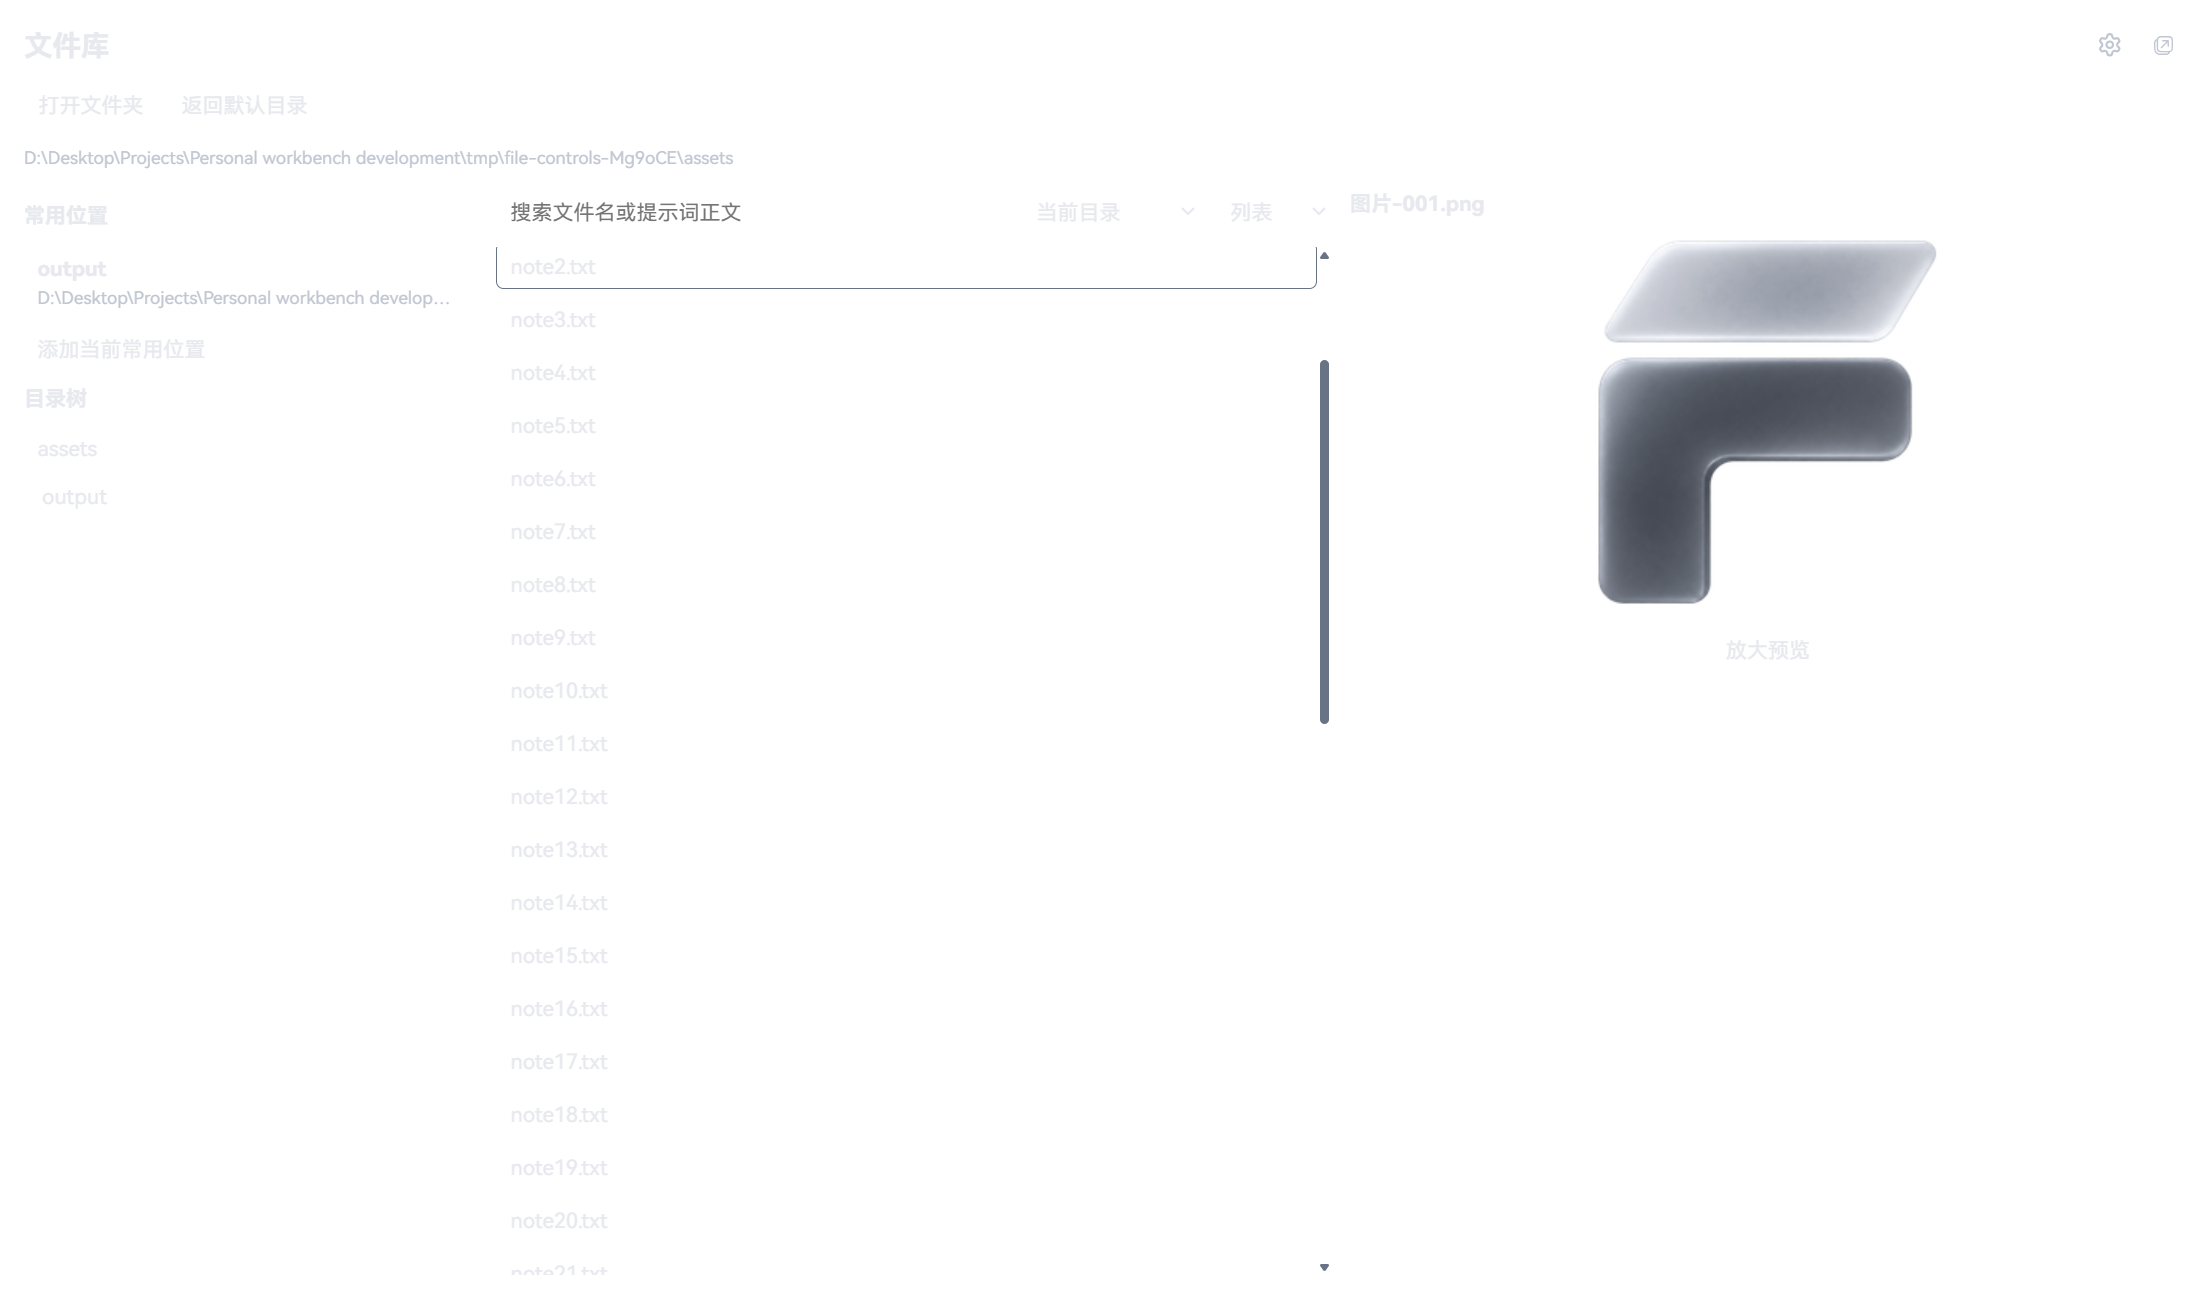 文件库
打开文件夹 返回默认目录
D:\Desktop\Projects\Personal workbench development\tmp\file-controls-Mg9oCE\assets
常用位置
output
D:\Desktop\Projects\Personal workbench develop...
添加当前常用位置
目录树
assets
output
搜索文件名或提示词正文 当前目录 列表
note2.txt
note3.txt
note4.txt
note5.txt
note6.txt
note7.txt
note8.txt
note9.txt
note10.txt
note11.txt
note12.txt
note13.txt
note14.txt
note15.txt
note16.txt
note17.txt
note18.txt
note19.txt
note20.txt
note21.txt
图片-001.png
放大预览